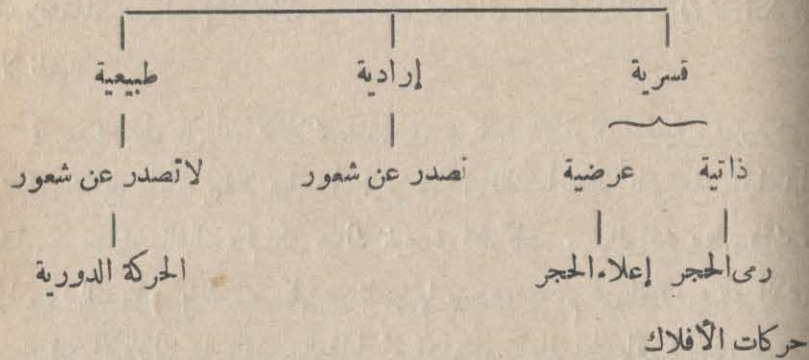 قسرية إرادية طبيعية
ذاتية عرضية تصدر عن شعور لا تصدر عن شعور
رمى الحجر إعلاء الحجر الحركة الدورية
حركات الأفلاك